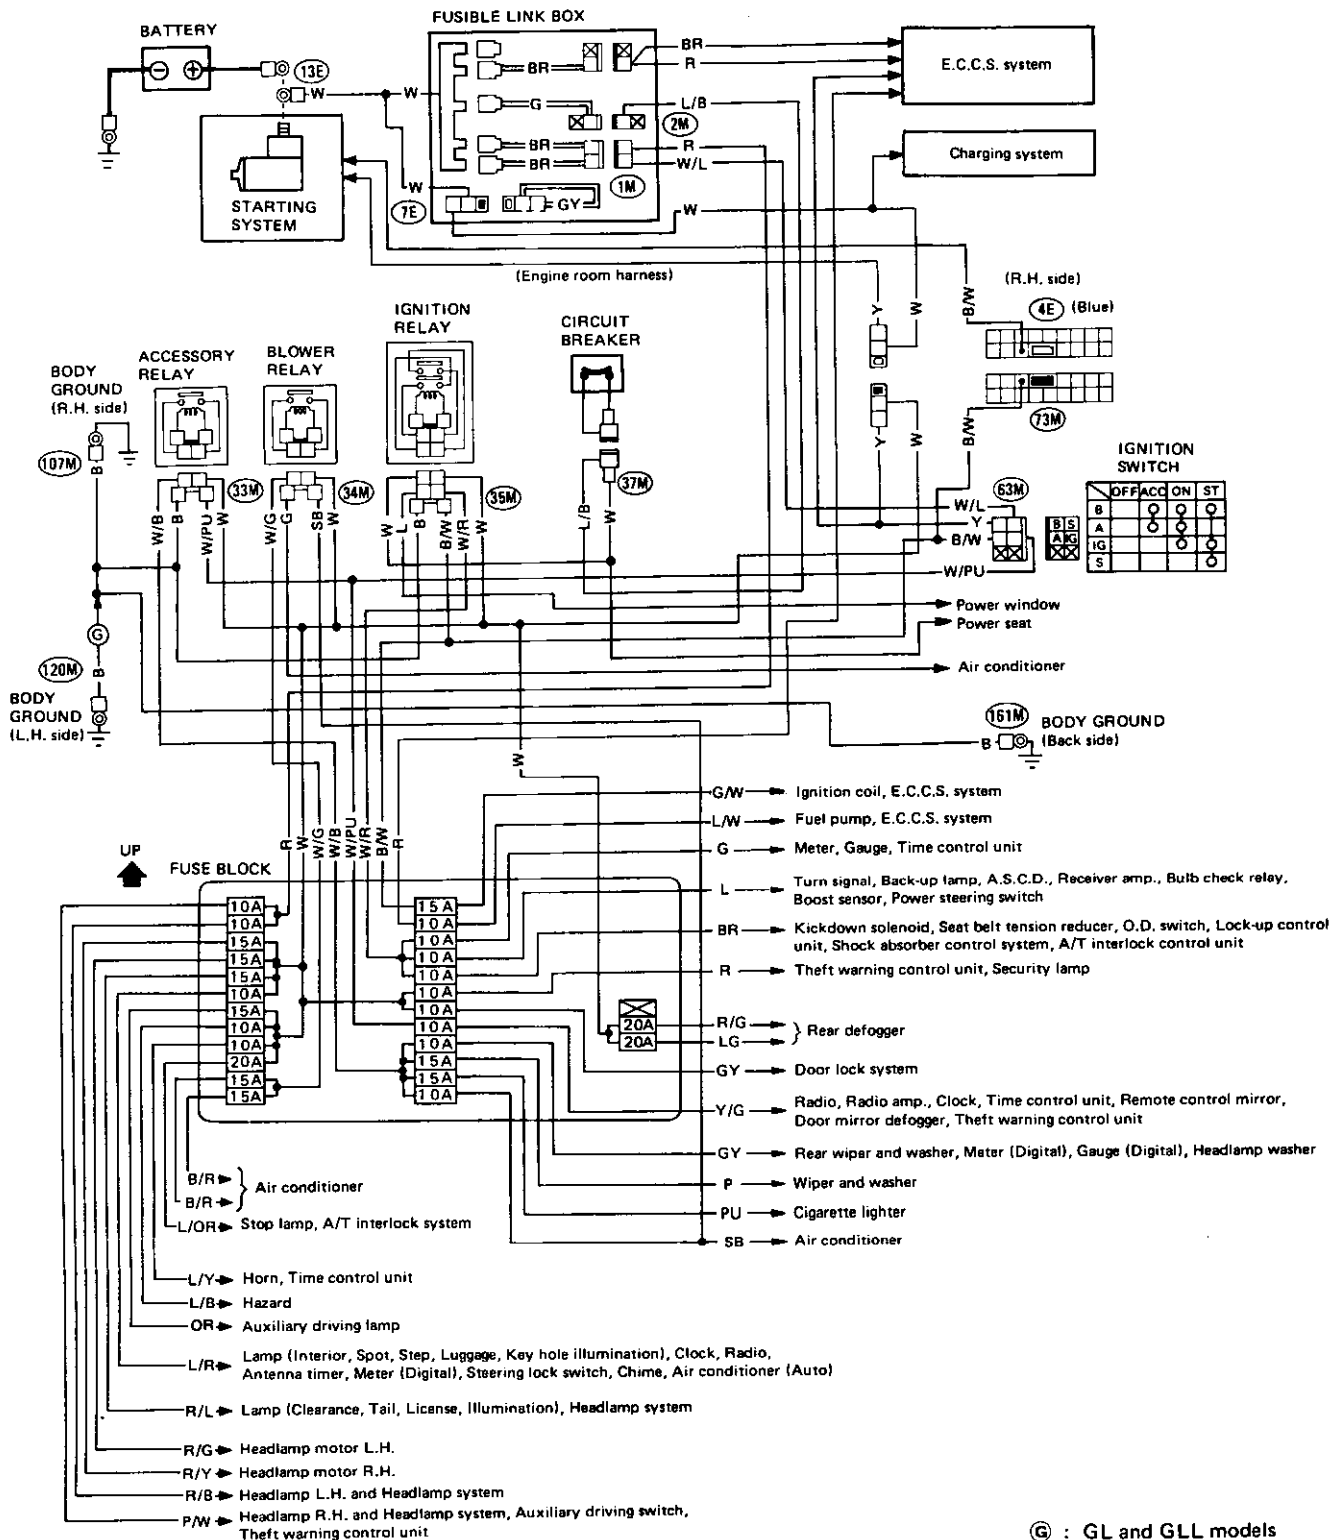 FUSIBLE LINK BOX
BATTERY
13E
W
W
BR
BR
R
G
L/B
2M
BR
R
BR
W/L
1M
W
7E
GY
W
E.C.C.S. system
Charging system
STARTING
SYSTEM
(Engine room harness)
(R.H. side)
4E
(Blue)
Y
W
B/W
73M
Y
W
B/W
BODY
GROUND
(R.H. side)
107M
B
ACCESSORY
RELAY
BLOWER
RELAY
IGNITION
RELAY
CIRCUIT
BREAKER
33M
34M
35M
37M
W/B
B
W/PU
W
W/G
G
SB
W
W
L
B
B/W
W/R
W
L/B
W
63M
W/L
Y
B/W
W/PU
B S
A IG
IGNITION
SWITCH
OFF ACC ON ST
B
A
IG
S
Power window
Power seat
Air conditioner
G
120M
B
BODY
GROUND
(L.H. side)
161M
B
BODY GROUND
(Back side)
W
R
W
W/G
W/B
W/PU
W/R
B/W
R
UP
FUSE BLOCK
10A
10A
15A
15A
15A
10A
15A
10A
10A
20A
15A
15A
15A
10A
10A
10A
10A
10A
10A
10A
10A
15A
15A
10A
20A
20A
G/W Ignition coil, E.C.C.S. system
L/W Fuel pump, E.C.C.S. system
G Meter, Gauge, Time control unit
L Turn signal, Back-up lamp, A.S.C.D., Receiver amp., Bulb check relay,
Boost sensor, Power steering switch
BR Kickdown solenoid, Seat belt tension reducer, O.D. switch, Lock-up control
unit, Shock absorber control system, A/T interlock control unit
R Theft warning control unit, Security lamp
R/G
LG
Rear defogger
GY Door lock system
Y/G Radio, Radio amp., Clock, Time control unit, Remote control mirror,
Door mirror defogger, Theft warning control unit
GY Rear wiper and washer, Meter (Digital), Gauge (Digital), Headlamp washer
P Wiper and washer
PU Cigarette lighter
SB Air conditioner
B/R
B/R
Air conditioner
L/OR Stop lamp, A/T interlock system
L/Y Horn, Time control unit
L/B Hazard
OR Auxiliary driving lamp
L/R Lamp (Interior, Spot, Step, Luggage, Key hole illumination), Clock, Radio,
Antenna timer, Meter (Digital), Steering lock switch, Chime, Air conditioner (Auto)
R/L Lamp (Clearance, Tail, License, Illumination), Headlamp system
R/G Headlamp motor L.H.
R/Y Headlamp motor R.H.
R/B Headlamp L.H. and Headlamp system
P/W Headlamp R.H. and Headlamp system, Auxiliary driving switch,
Theft warning control unit
G : GL and GLL models